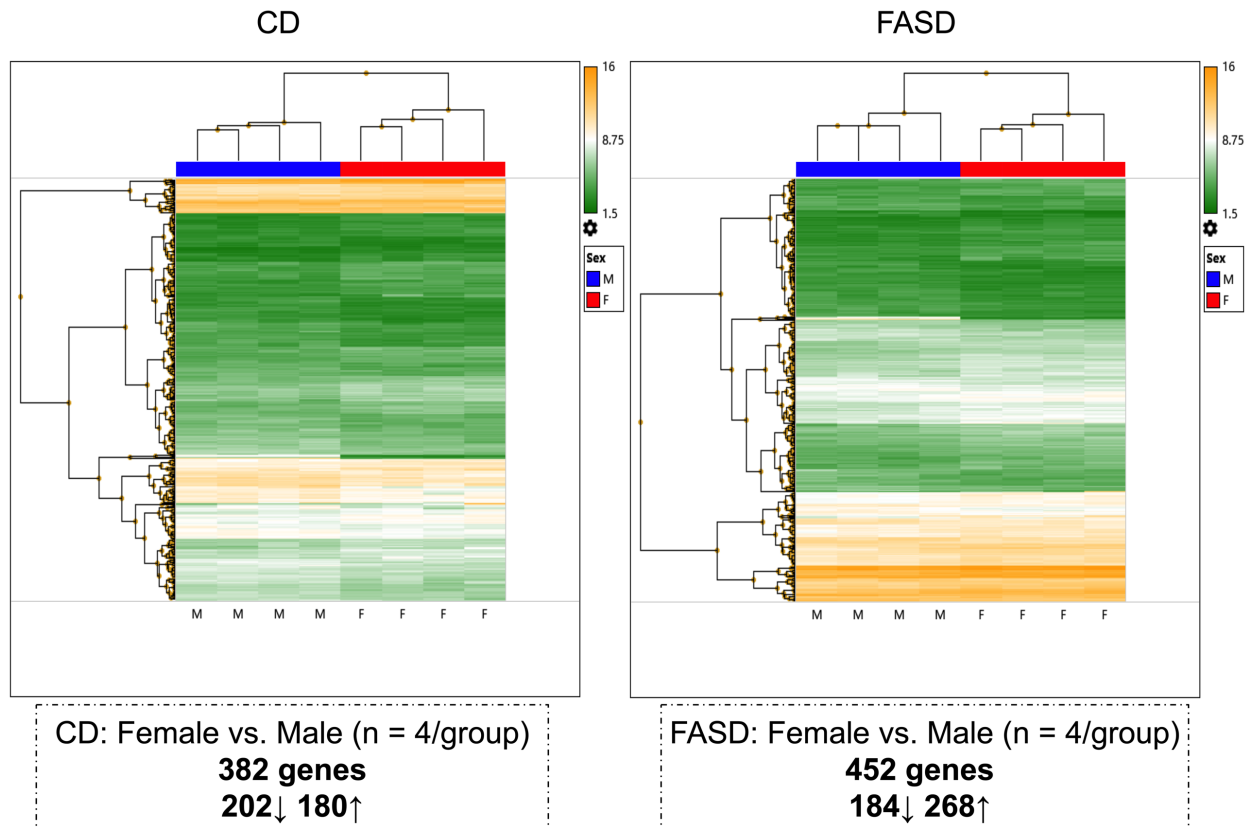 CD
16
8.75
1.5
Sex
M
F
M M M M F F F F
CD: Female vs. Male (n = 4/group)
382 genes
202↓ 180↑
FASD
16
8.75
1.5
Sex
M
F
M M M M F F F F
FASD: Female vs. Male (n = 4/group)
452 genes
184↓ 268↑